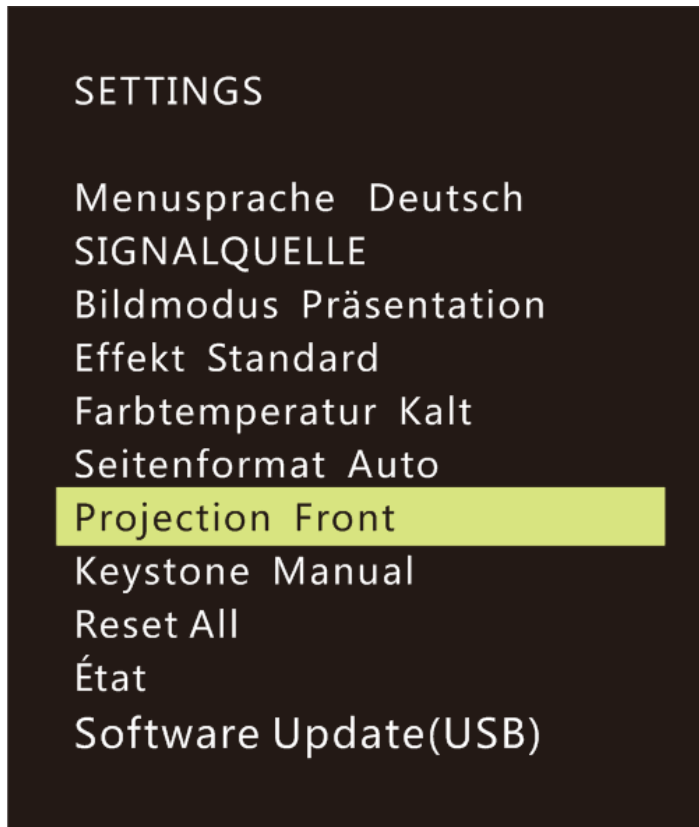 SETTINGS
Menusprache Deutsch
SIGNALQUELLE
Bildmodus Präsentation
Effekt Standard
Farbtemperatur Kalt
Seitenformat Auto
Projection Front
Keystone Manual
Reset All
État
Software Update(USB)